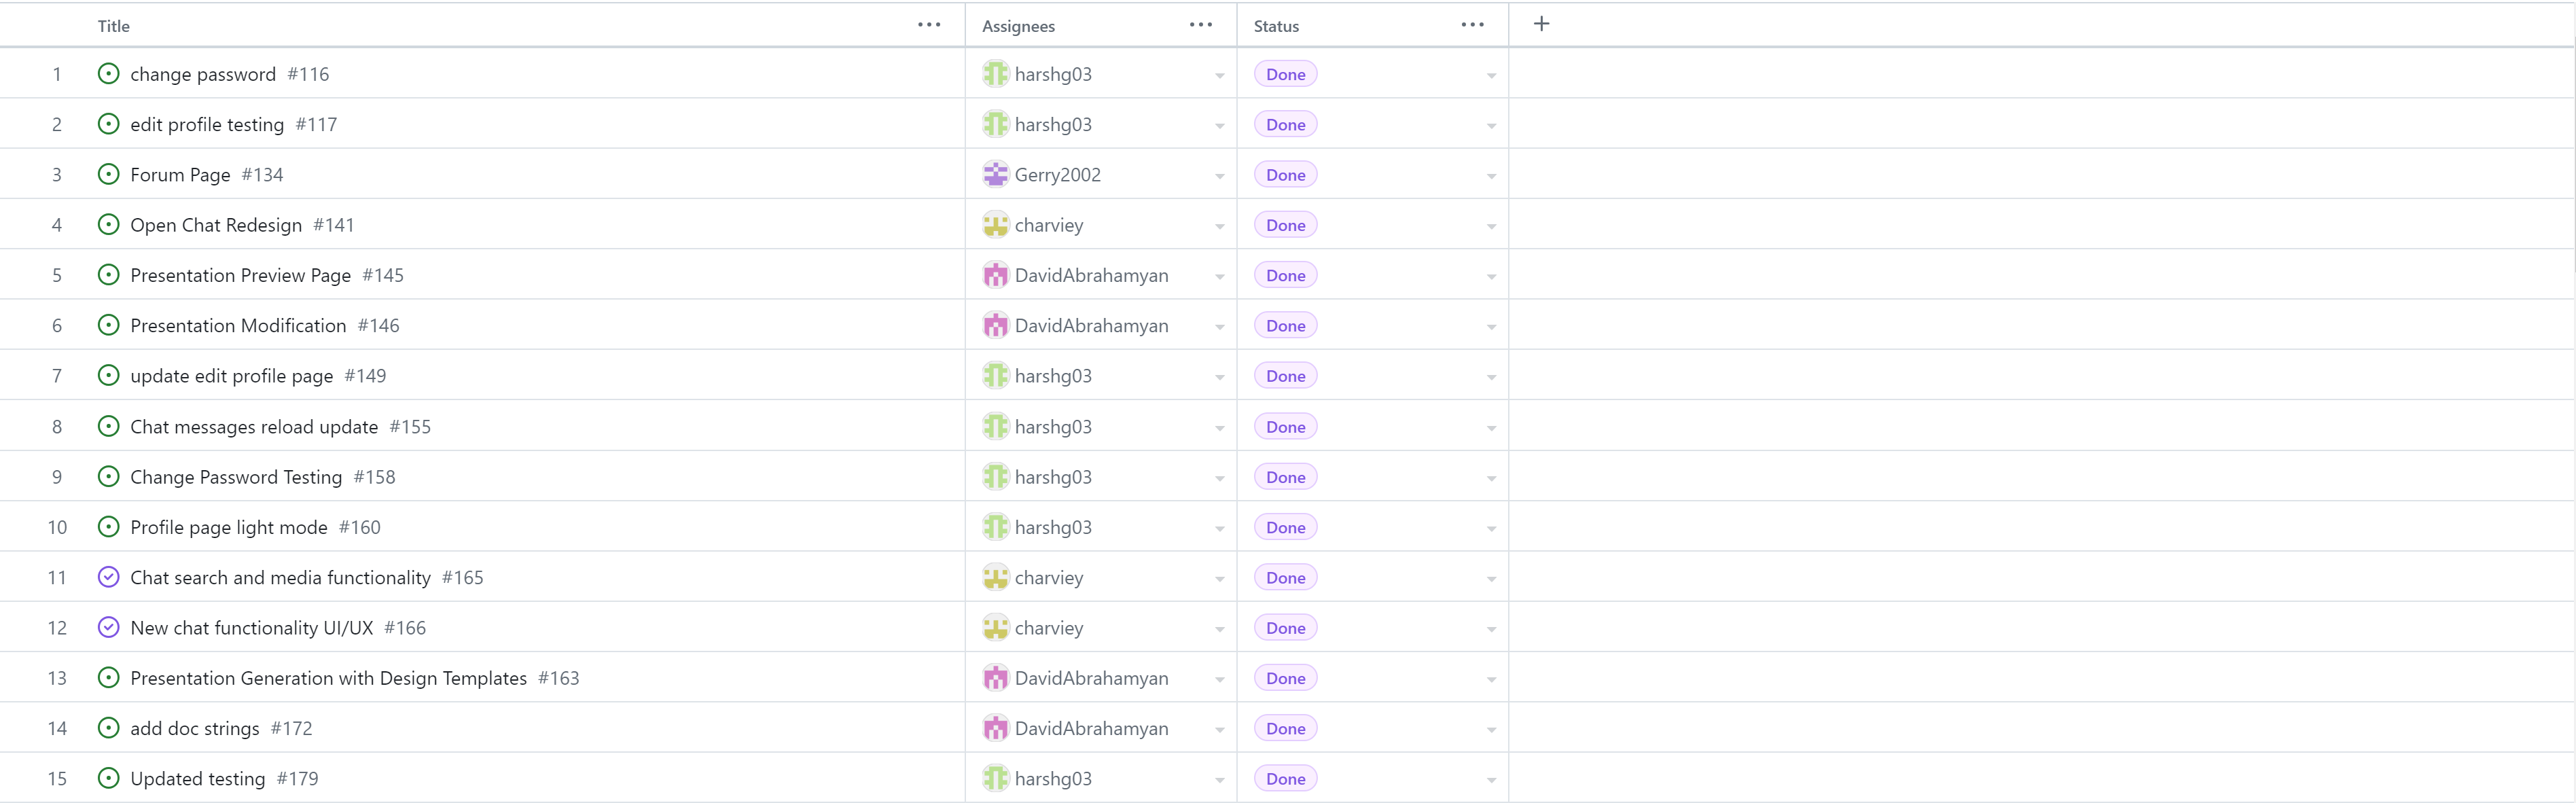 Title ... Assignees ... Status ... +
1 change password #116 harshg03 Done
2 edit profile testing #117 harshg03 Done
3 Forum Page #134 Gerry2002 Done
4 Open Chat Redesign #141 charviey Done
5 Presentation Preview Page #145 DavidAbrahamyan Done
6 Presentation Modification #146 DavidAbrahamyan Done
7 update edit profile page #149 harshg03 Done
8 Chat messages reload update #155 harshg03 Done
9 Change Password Testing #158 harshg03 Done
10 Profile page light mode #160 harshg03 Done
11 Chat search and media functionality #165 charviey Done
12 New chat functionality UI/UX #166 charviey Done
13 Presentation Generation with Design Templates #163 DavidAbrahamyan Done
14 add doc strings #172 DavidAbrahamyan Done
15 Updated testing #179 harshg03 Done